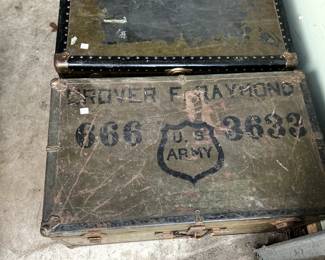 GROVER F. RAYMOND
666 U.S. ARMY 3633